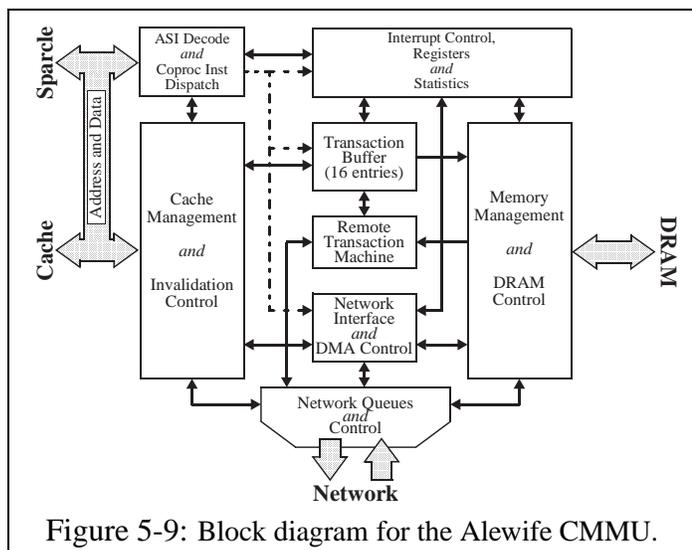 Sparcle
Address and Data
Cache
ASI Decode
and
Coproc Inst
Dispatch
Interrupt Control,
Registers
and
Statistics
Cache
Management
and
Invalidation
Control
Transaction
Buffer
(16 entries)
Remote
Transaction
Machine
Network
Interface
and
DMA Control
Memory
Management
and
DRAM
Control
DRAM
Network Queues
and
Control
Network
Figure 5-9: Block diagram for the Alewife CMMU.